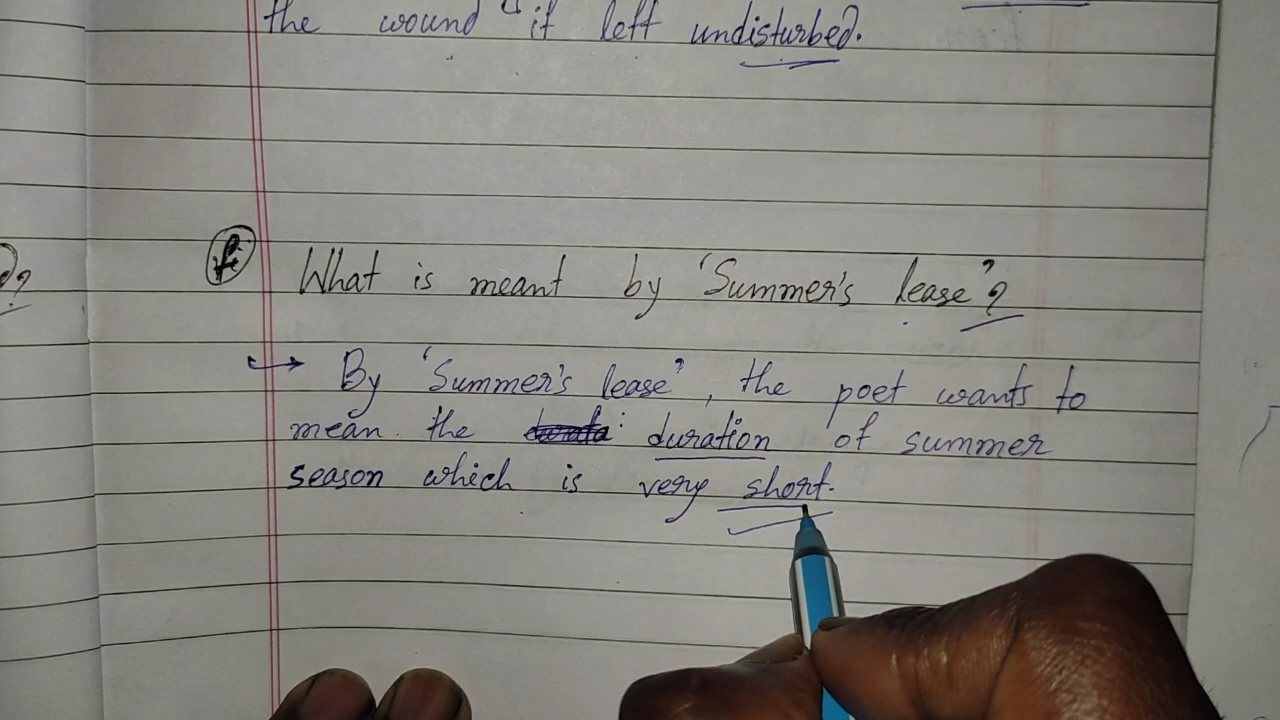 the wound if left undisturbed.
What is meant by 'Summer's lease'?
↦ By 'Summer's lease', the poet wants to
mean the duration of summer
season which is very short.